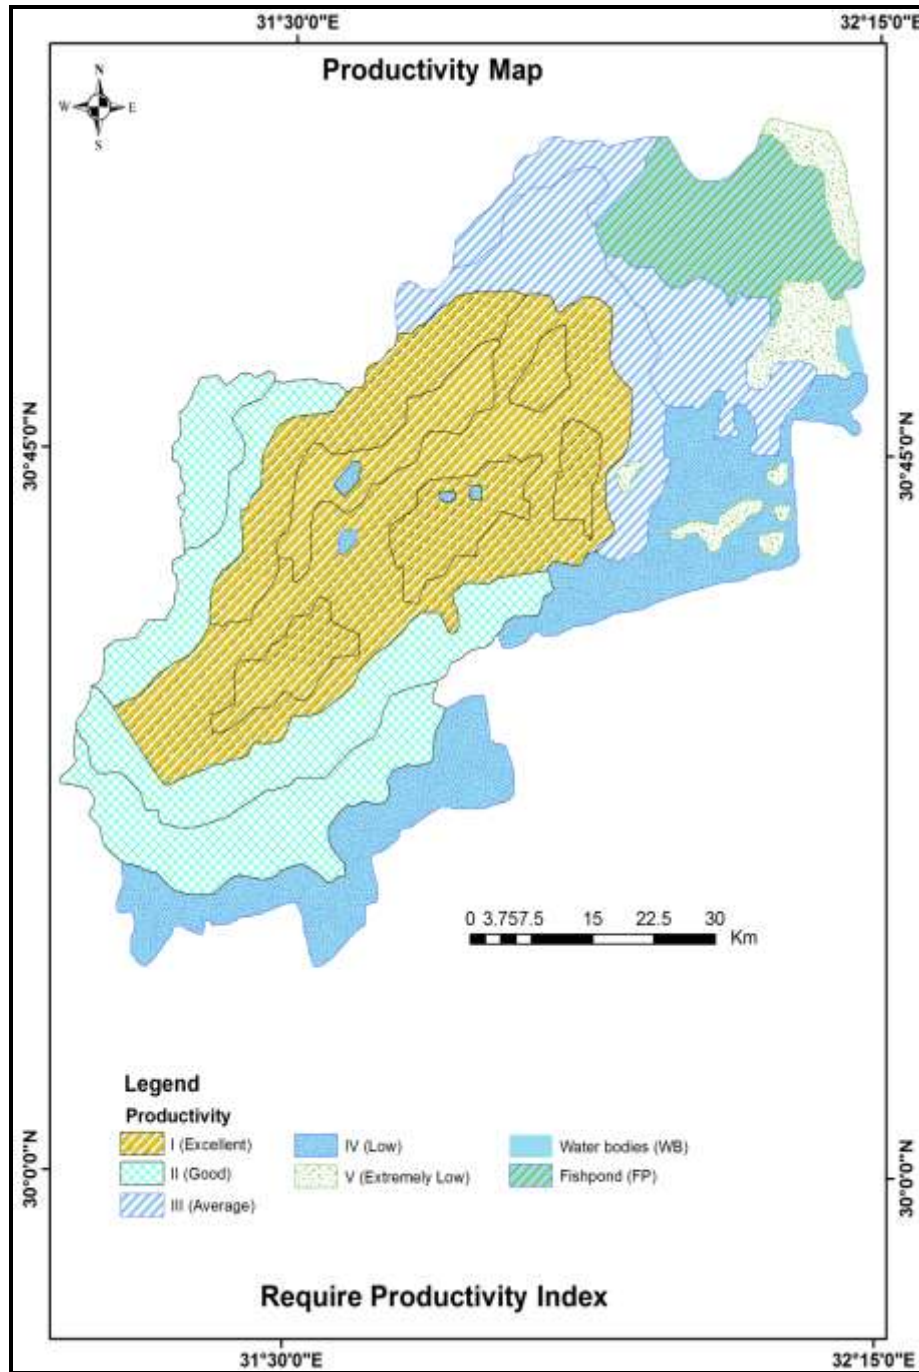 31°30'0"E 32°15'0"E
Productivity Map
N
W E
S
30°45'0"N 30°45'0"N
0 3.75 7.5 15 22.5 30
Km
Legend
Productivity
I (Excellent) IV (Low) Water bodies (WB)
II (Good) V (Extremely Low) Fishpond (FP)
III (Average)
30°0'0"N 30°0'0"N
Require Productivity Index
31°30'0"E 32°15'0"E